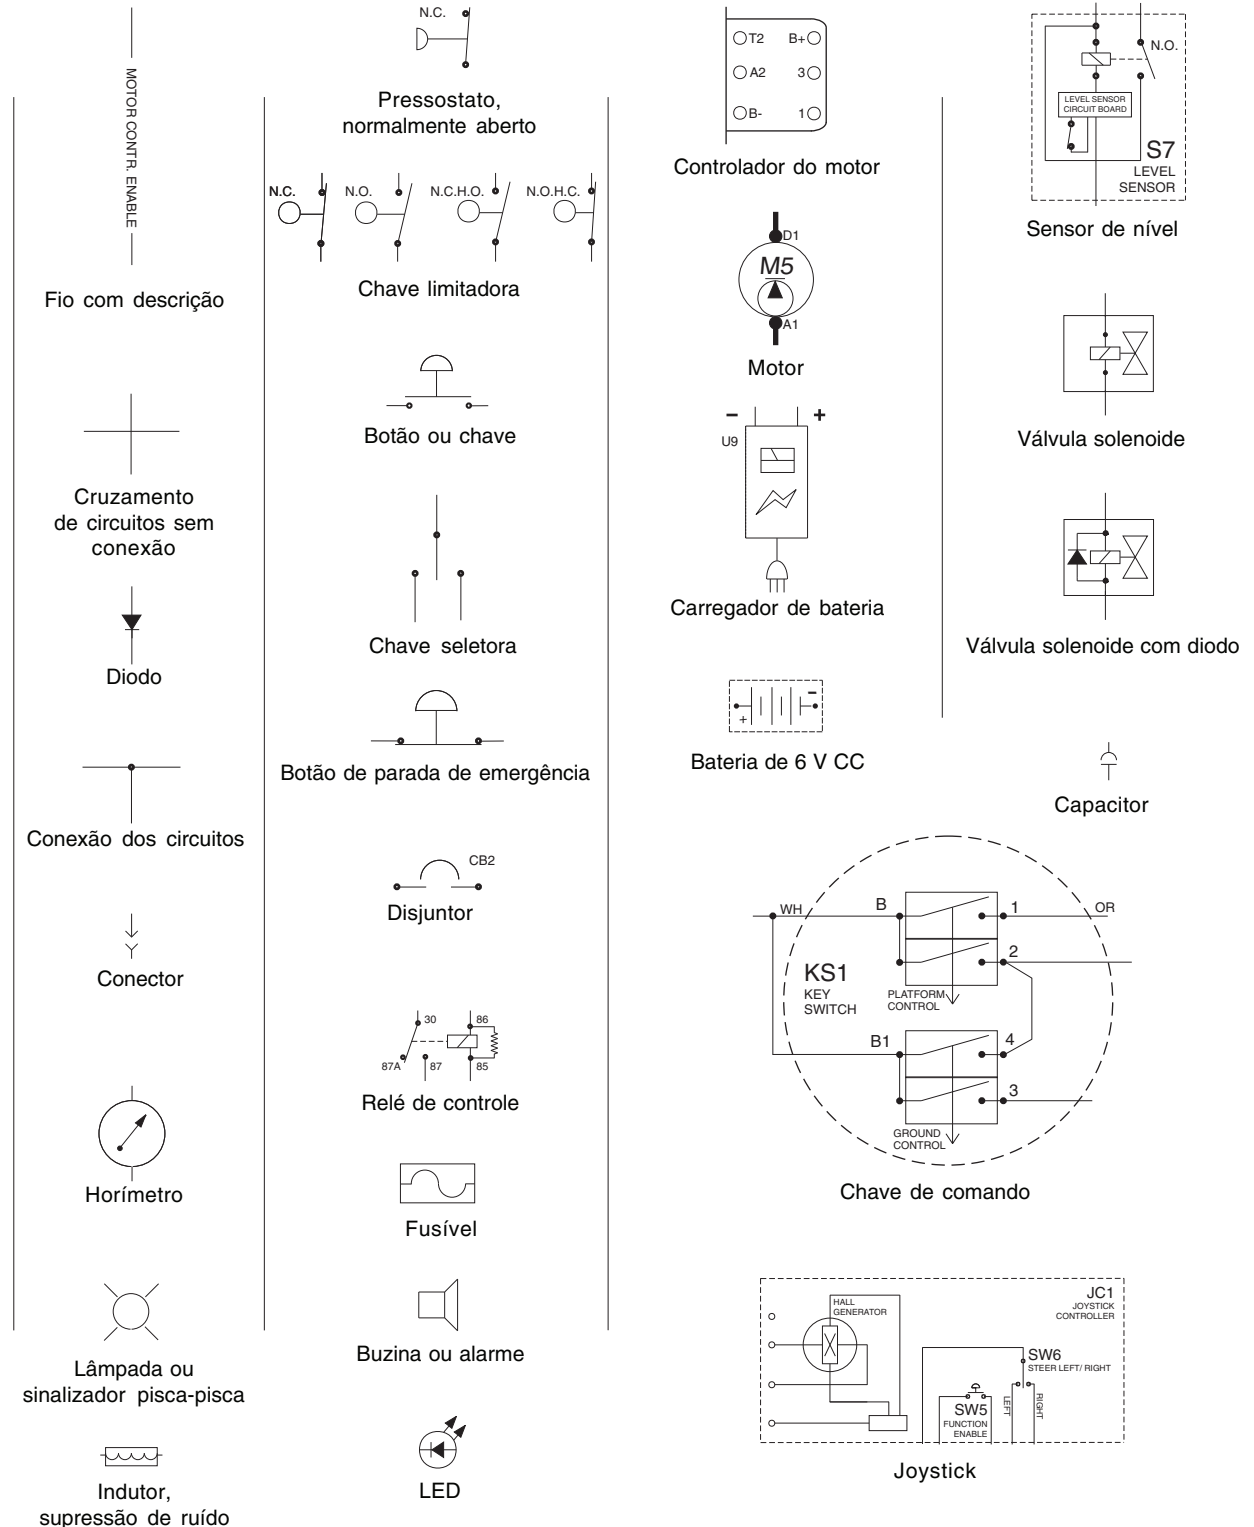 MOTOR CONTR. ENABLE
Fio com descrição
Cruzamento
de circuitos sem
conexão
Diodo
Conexão dos circuitos
Conector
Horímetro
Lâmpada ou
sinalizador pisca-pisca
Indutor,
supressão de ruído
N.C.
Pressostato,
normalmente aberto
N.C. N.O. N.C.H.O. N.O.H.C.
Chave limitadora
Botão ou chave
Chave seletora
Botão de parada de emergência
CB2
Disjuntor
30 86
87A 87 85
Relé de controle
Fusível
Buzina ou alarme
LED
T2 B+
A2 3
B- 1
Controlador do motor
D1
M5
A1
Motor
− +
U9
Carregador de bateria
+ −
Bateria de 6 V CC
N.O.
LEVEL SENSOR
CIRCUIT BOARD
S7
LEVEL
SENSOR
Sensor de nível
Válvula solenoide
Válvula solenoide com diodo
Capacitor
WH B 1 OR
2
KS1
KEY
SWITCH
PLATFORM
CONTROL
B1 4
3
GROUND
CONTROL
Chave de comando
JC1
JOYSTICK
CONTROLLER
HALL
GENERATOR
SW6
STEER LEFT/ RIGHT
LEFT
RIGHT
SW5
FUNCTION
ENABLE
Joystick